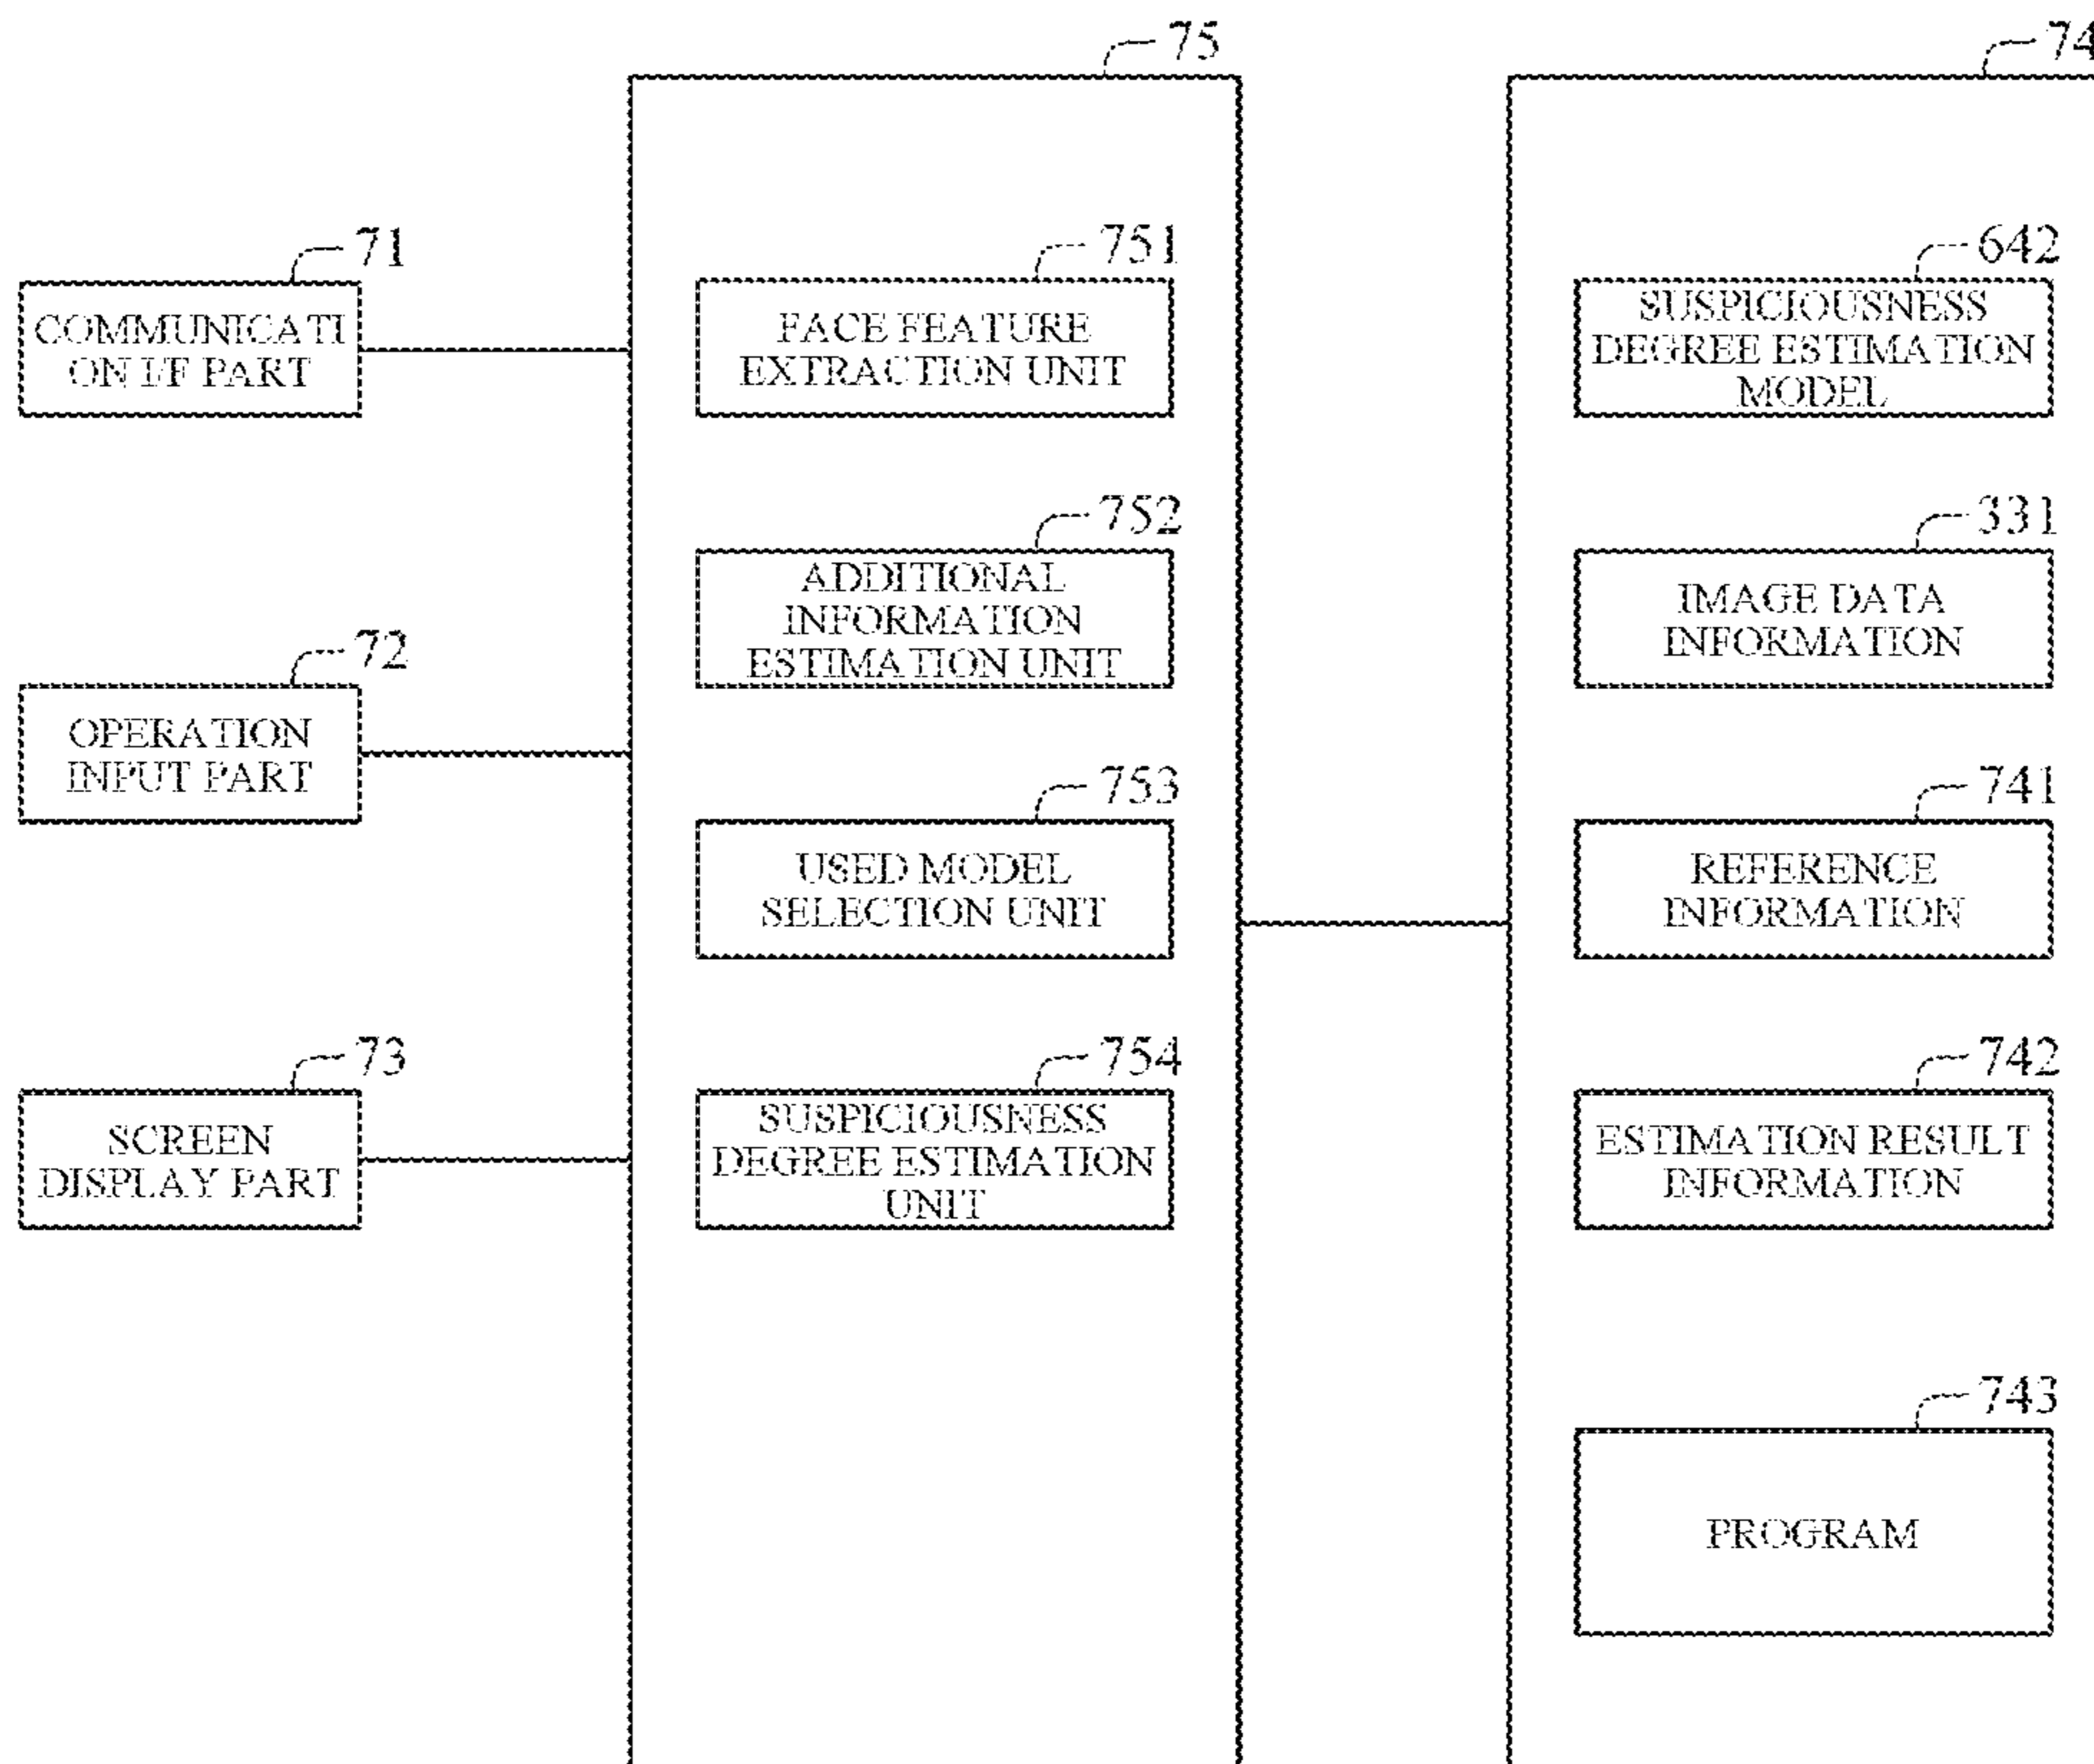 75
74
71
COMMUNICATI
ON I/F PART
72
OPERATION
INPUT PART
73
SCREEN
DISPLAY PART
751
FACE FEATURE
EXTRACTION UNIT
752
ADDITIONAL
INFORMATION
ESTIMATION UNIT
753
USED MODEL
SELECTION UNIT
754
SUSPICIOUSNESS
DEGREE ESTIMATION
UNIT
642
SUSPICIOUSNESS
DEGREE ESTIMATION
MODEL
331
IMAGE DATA
INFORMATION
741
REFERENCE
INFORMATION
742
ESTIMATION RESULT
INFORMATION
743
PROGRAM